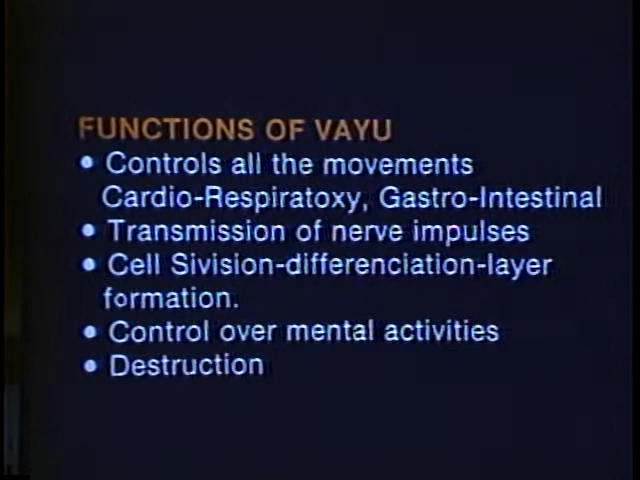 FUNCTIONS OF VAYU
• Controls all the movements
Cardio-Respiratoxy, Gastro-Intestinal
• Transmission of nerve impulses
• Cell Sivision-differenciation-layer
formation.
• Control over mental activities
• Destruction